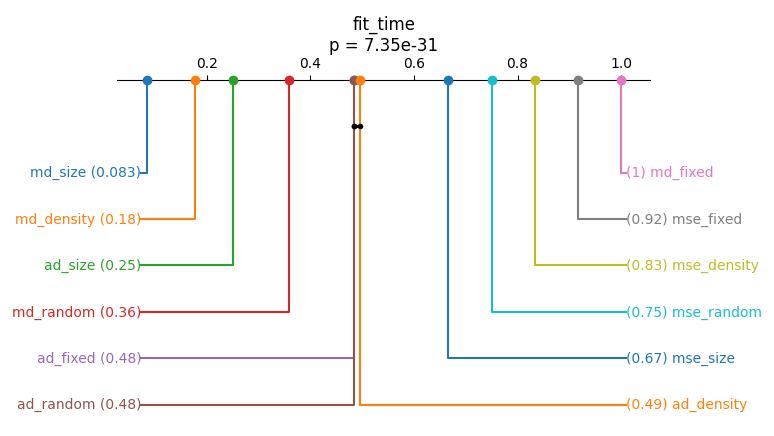 fit_time
p = 7.35e-31
0.2 0.4 0.6 0.8 1.0
md_size (0.083) (1) md_fixed
md_density (0.18) (0.92) mse_fixed
ad_size (0.25) (0.83) mse_density
md_random (0.36) (0.75) mse_random
ad_fixed (0.48) (0.67) mse_size
ad_random (0.48) (0.49) ad_density